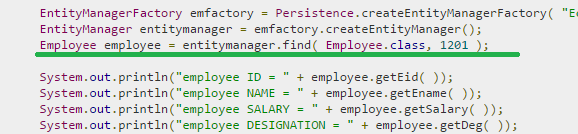 EntityManagerFactory emfactory = Persistence.createEntityManagerFactory( "Ec
EntityManager entitymanager = emfactory.createEntityManager();
Employee employee = entitymanager.find( Employee.class, 1201 );
System.out.println("employee ID = " + employee.getEid( ));
System.out.println("employee NAME = " + employee.getEname( ));
System.out.println("employee SALARY = " + employee.getSalary( ));
System.out.println("employee DESIGNATION = " + employee.getDeg( ));